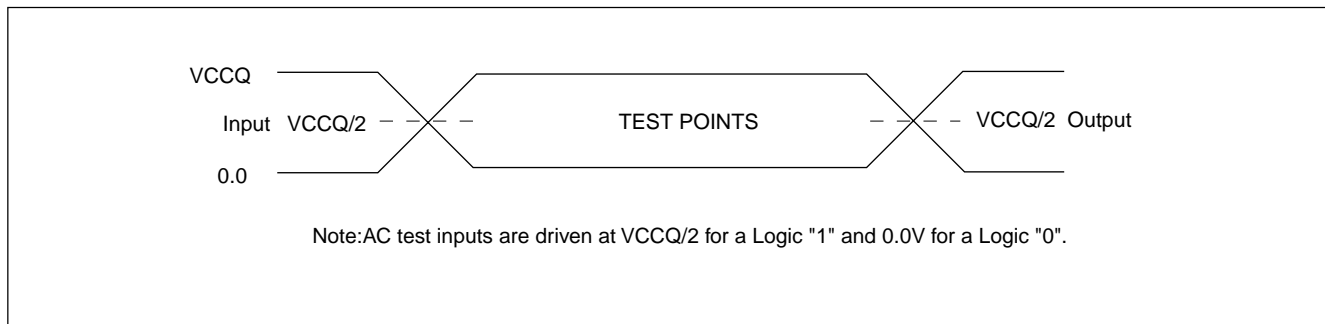 VCCQ
Input VCCQ/2 TEST POINTS VCCQ/2 Output
0.0
Note:AC test inputs are driven at VCCQ/2 for a Logic "1" and 0.0V for a Logic "0".